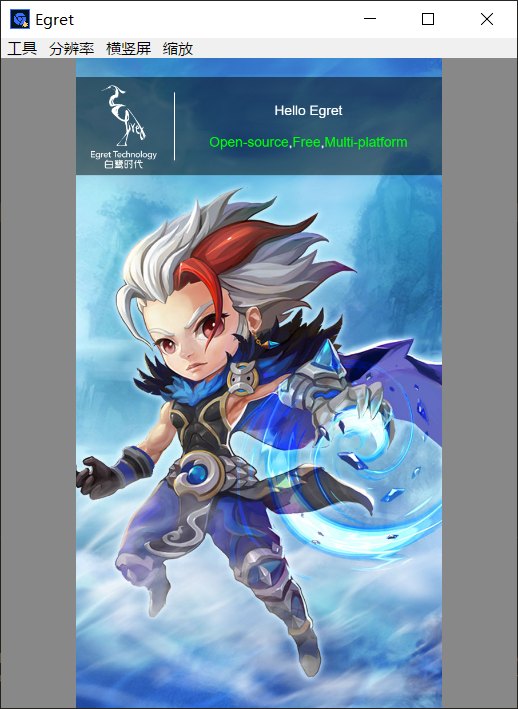 Egret
工具 分辨率 横竖屏 缩放
Egret
Egret Technology
白鹭时代
Hello Egret
Open-source,Free,Multi-platform